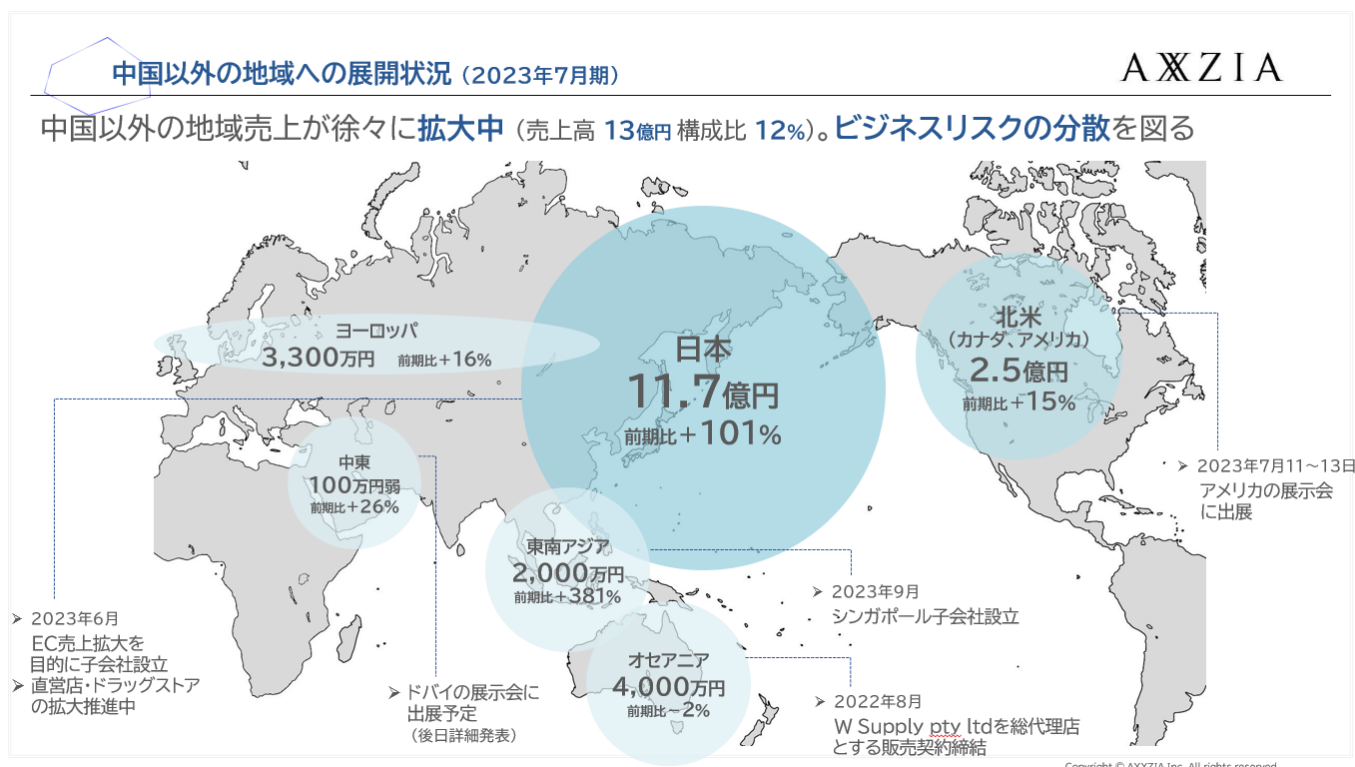 中国以外の地域への展開状況（2023年7月期）
AXXZIA
中国以外の地域売上が徐々に拡大中（売上高 13億円 構成比 12%）。ビジネスリスクの分散を図る
ヨーロッパ
3,300万円 前期比＋16%
日本
11.7億円
前期比＋101%
北米
（カナダ、アメリカ）
2.5億円
前期比＋15%
中東
100万円弱
前期比＋26%
東南アジア
2,000万円
前期比＋381%
オセアニア
4,000万円
前期比－2%
➢ 2023年7月11～13日
アメリカの展示会
に出展
➢ 2023年9月
シンガポール子会社設立
➢ 2023年6月
EC売上拡大を
目的に子会社設立
➢ 直営店・ドラッグストア
の拡大推進中
➢ ドバイの展示会に
出展予定
（後日詳細発表）
➢ 2022年8月
W Supply pty ltdを総代理店
とする販売契約締結
Copyright © AXXZIA Inc. All rights reserved